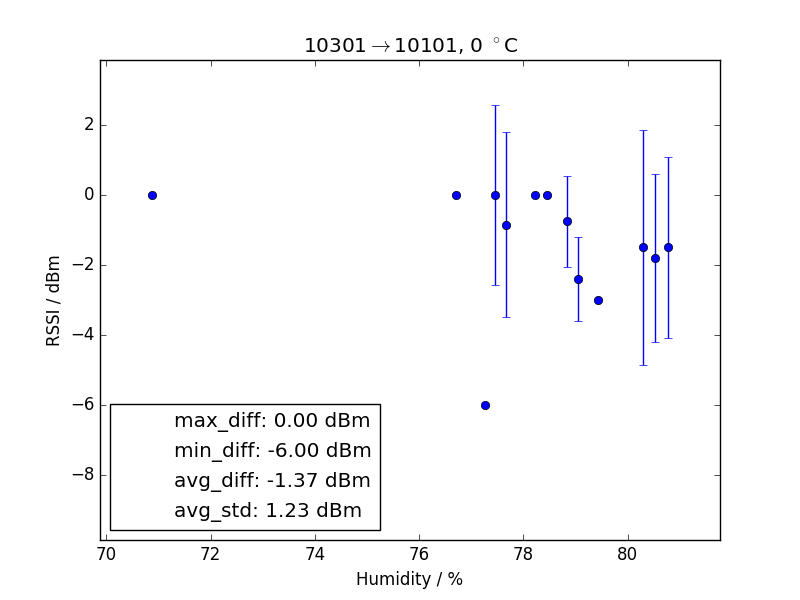 10301→10101, 0 °C
RSSI / dBm
2
0
−2
−4
−6
−8
max_diff: 0.00 dBm
min_diff: -6.00 dBm
avg_diff: -1.37 dBm
avg_std: 1.23 dBm
70 72 74 76 78 80
Humidity / %